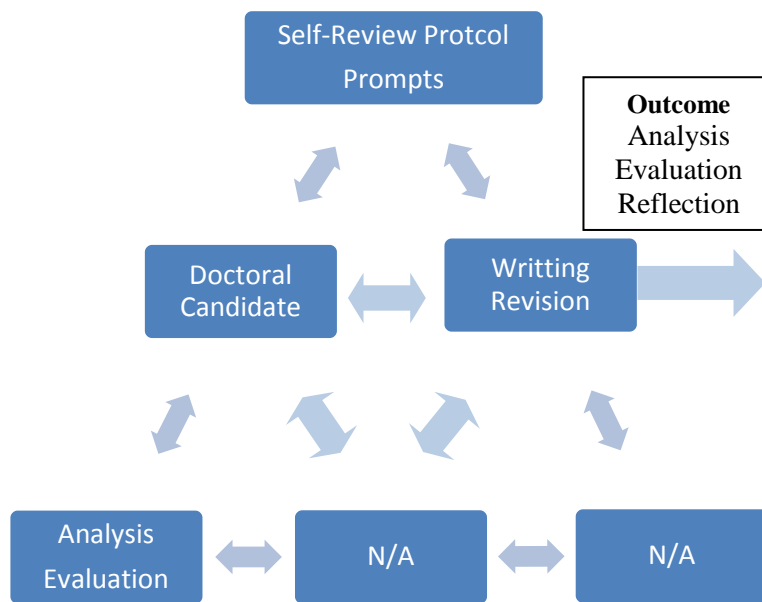 Self-Review Protcol
Prompts
Outcome
Analysis
Evaluation
Reflection
Doctoral
Candidate
Writting
Revision
Analysis
Evaluation
N/A
N/A